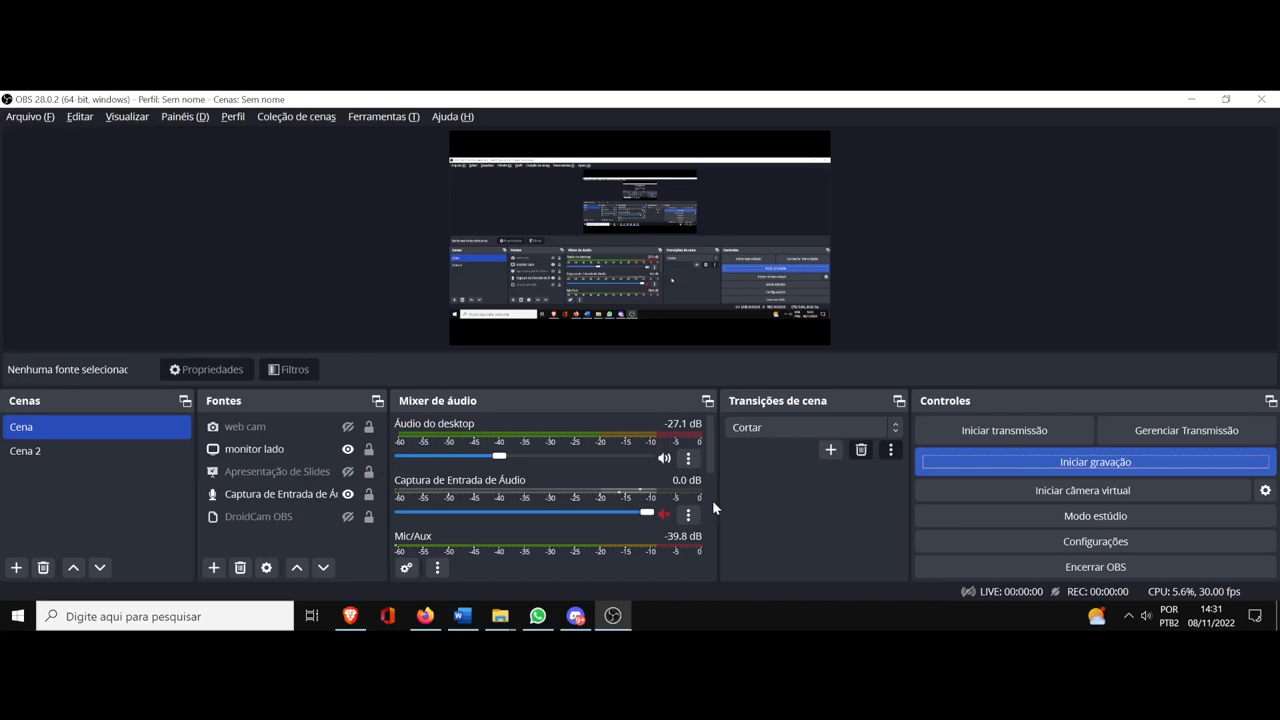 OBS 28.0.2 (64-bit, windows) - Perfil: Sem nome - Cenas: Sem nome
Arquivo (F) Editar Visualizar Painéis (D) Perfil Coleção de cenas Ferramentas (T) Ajuda (H)
Nenhuma fonte selecionac Propriedades Filtros
Cenas
Cena
Cena 2
Fontes
web cam
monitor lado
Apresentação de Slides
Captura de Entrada de Áu
DroidCam OBS
Mixer de áudio
Áudio do desktop -27.1 dB
-60 -55 -50 -45 -40 -35 -30 -25 -20 -15 -10 -5 0
Captura de Entrada de Áudio 0.0 dB
-60 -55 -50 -45 -40 -35 -30 -25 -20 -15 -10 -5 0
Mic/Aux -39.8 dB
-60 -55 -50 -45 -40 -35 -30 -25 -20 -15 -10 -5 0
Transições de cena
Cortar
Controles
Iniciar transmissão Gerenciar Transmissão
Iniciar gravação
Iniciar câmera virtual
Modo estúdio
Configurações
Encerrar OBS
LIVE: 00:00:00 REC: 00:00:00 CPU: 5.6%, 30.00 fps
Digite aqui para pesquisar
POR
PTB2
14:31
08/11/2022